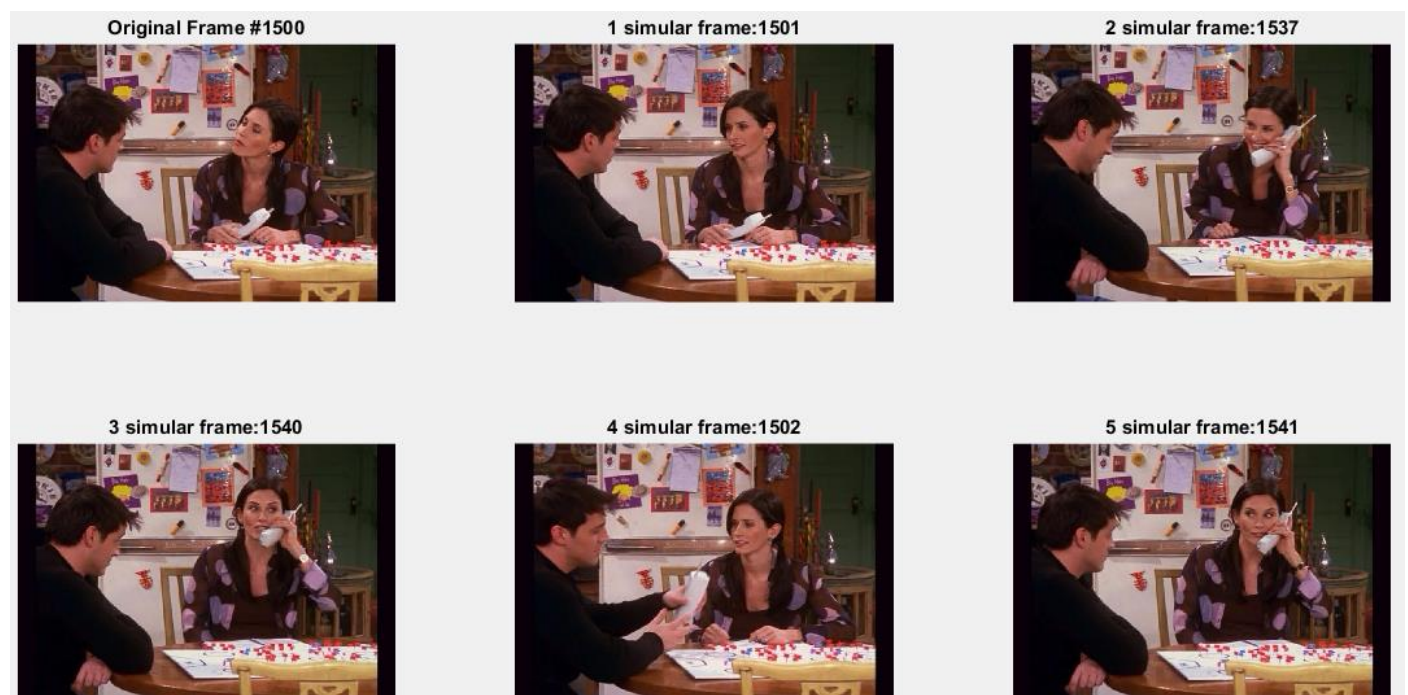 Original Frame #1500
1 simular frame:1501
2 simular frame:1537
3 simular frame:1540
4 simular frame:1502
5 simular frame:1541